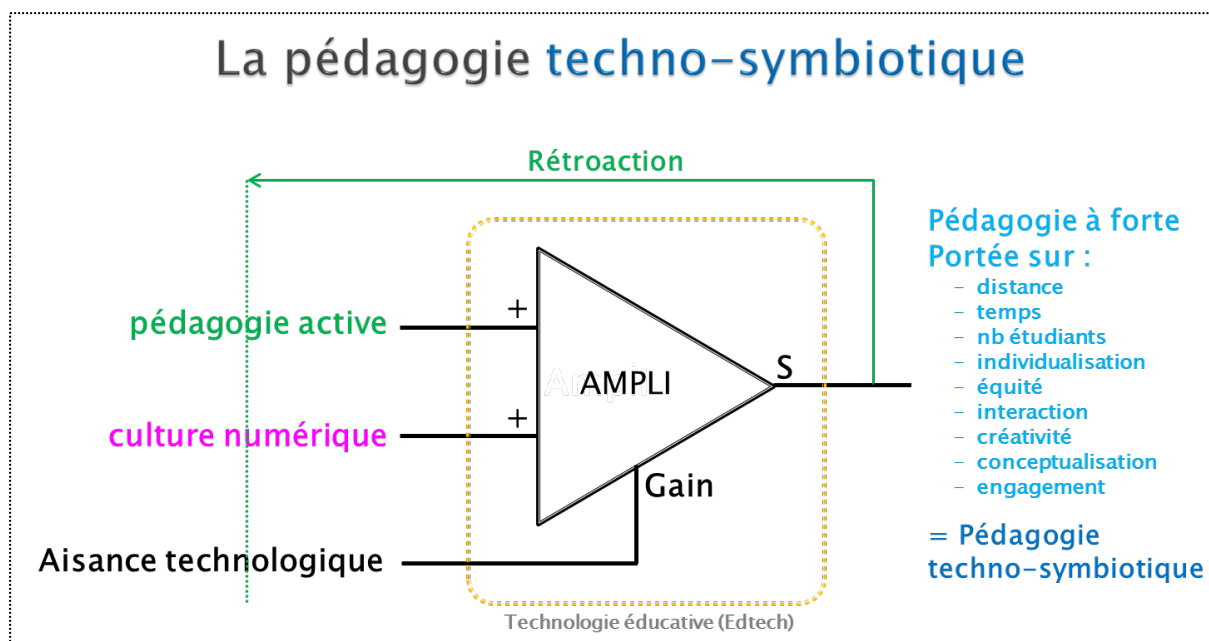 La pédagogie techno-symbiotique
Rétroaction
Pédagogie à forte
Portée sur :
- distance
- temps
- nb étudiants
- individualisation
- équité
- interaction
- créativité
- conceptualisation
- engagement
= Pédagogie
techno-symbiotique
pédagogie active
+
AMPLI
S
culture numérique
+
Gain
Aisance technologique
Technologie éducative (Edtech)